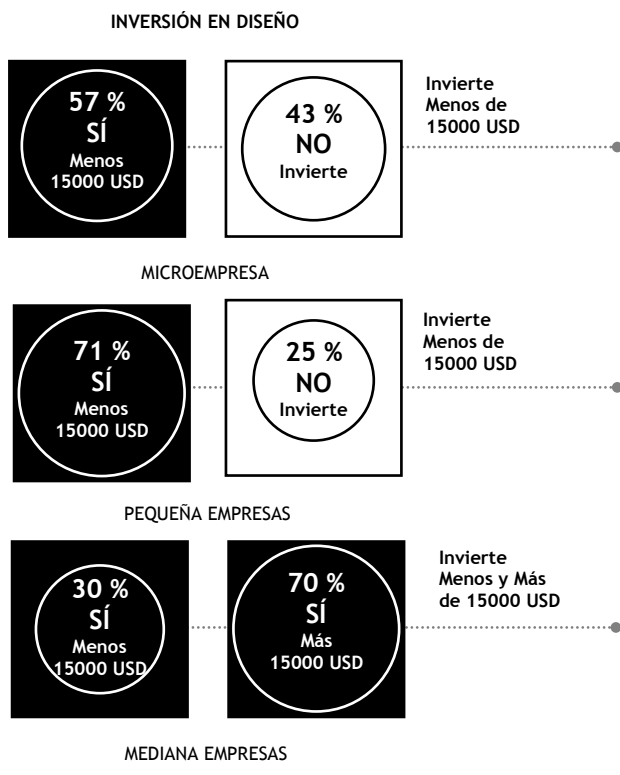 INVERSIÓN EN DISEÑO
57 %
SÍ
Menos
15000 USD
43 %
NO
Invierte
Invierte
Menos de
15000 USD
MICROEMPRESA
71 %
SÍ
Menos
15000 USD
25 %
NO
Invierte
Invierte
Menos de
15000 USD
PEQUEÑA EMPRESAS
30 %
SÍ
Menos
15000 USD
70 %
SÍ
Más
15000 USD
Invierte
Menos y Más
de 15000 USD
MEDIANA EMPRESAS